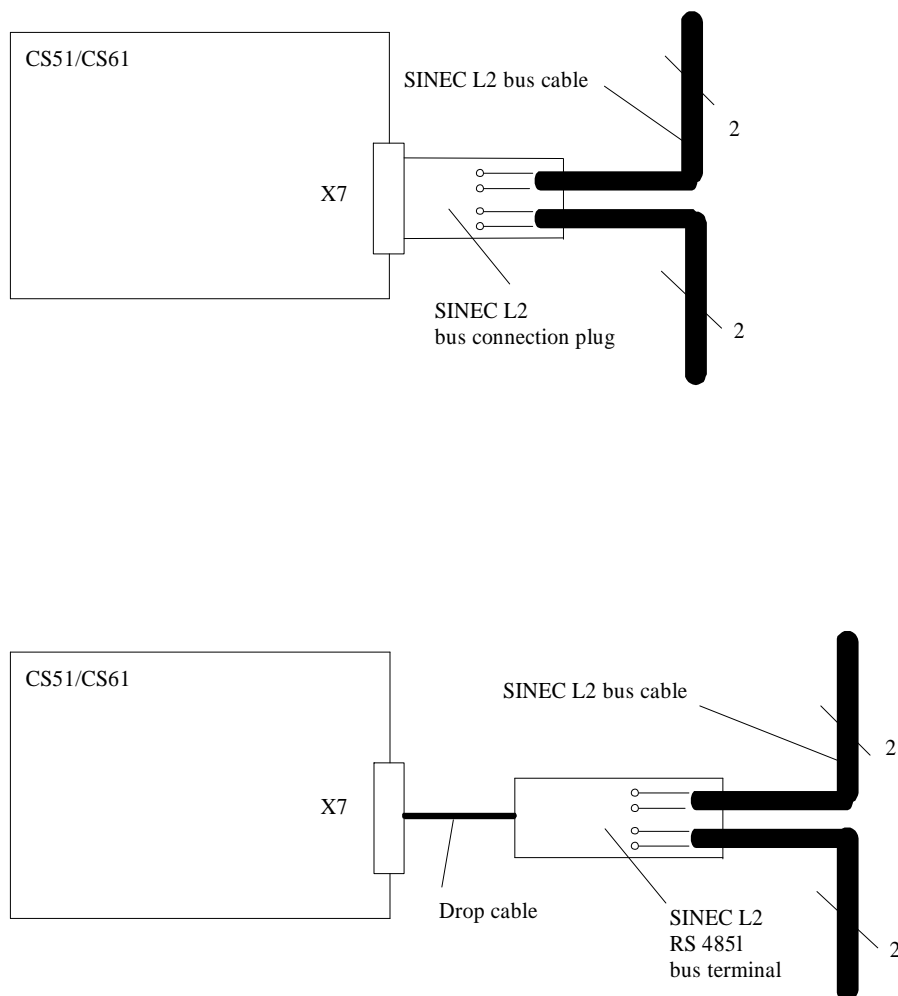 CS51/CS61
SINEC L2 bus cable
2
X7
SINEC L2
bus connection plug
2
CS51/CS61
SINEC L2 bus cable
2
X7
Drop cable
SINEC L2
RS 485l
bus terminal
2